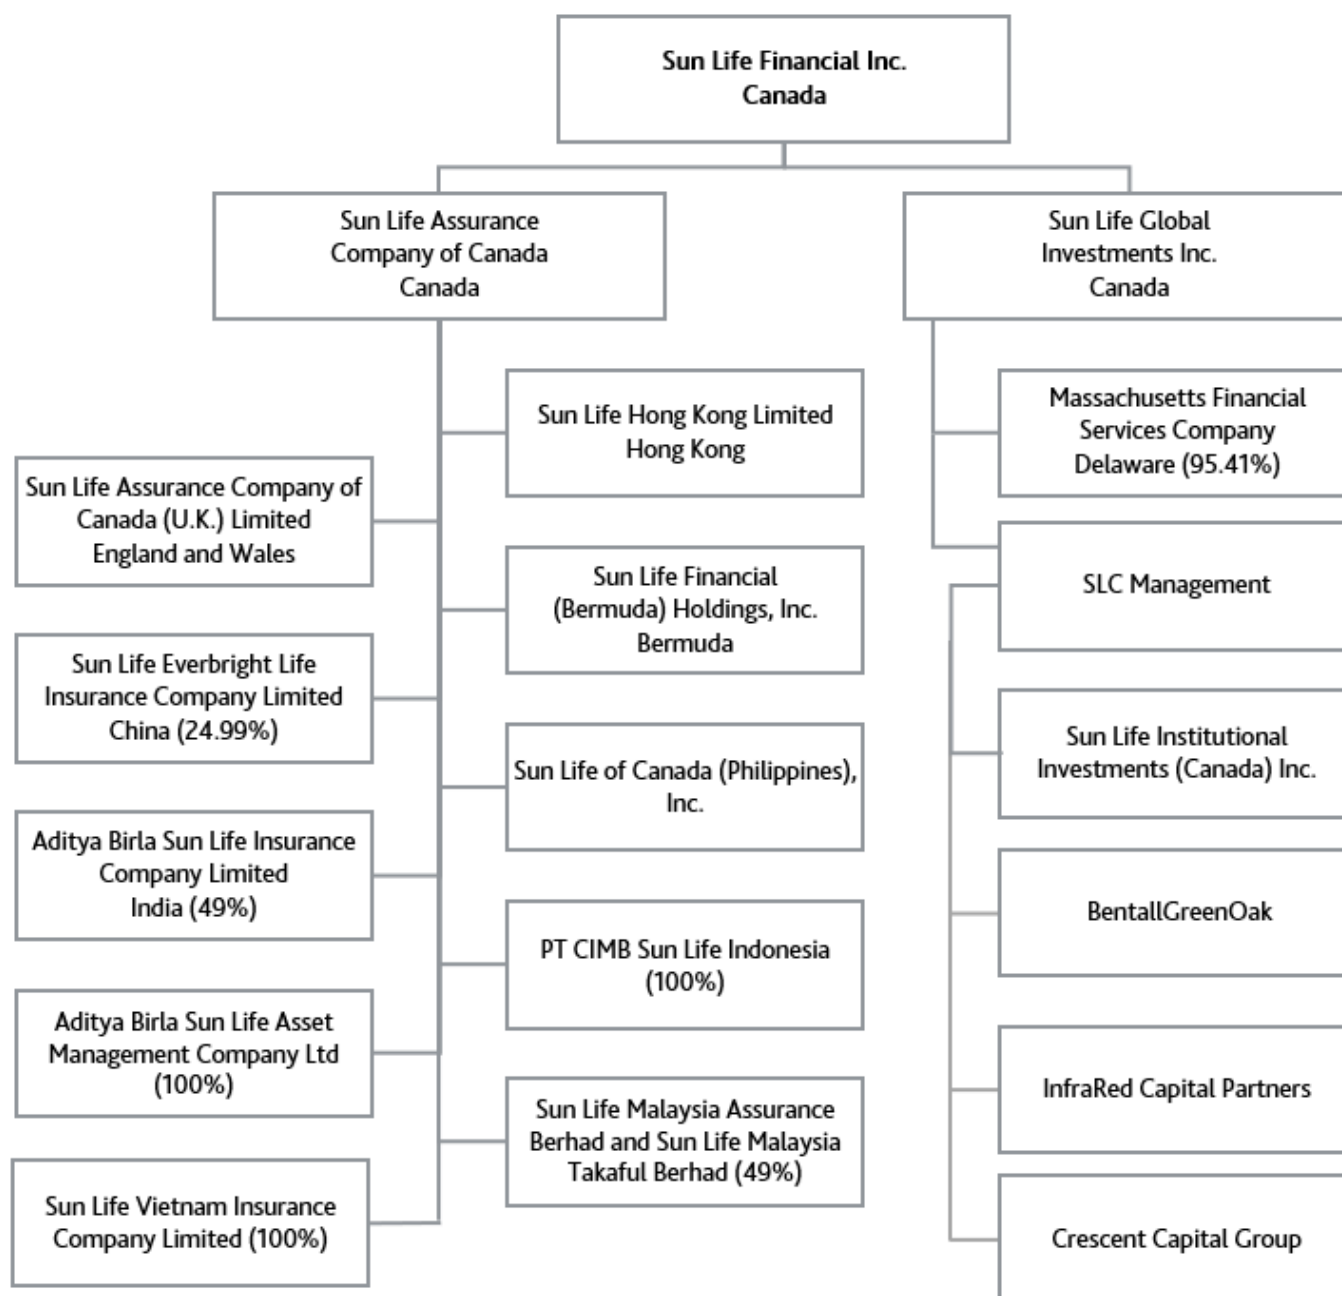 Sun Life Financial Inc.
Canada
Sun Life Assurance
Company of Canada
Canada
Sun Life Global
Investments Inc.
Canada
Sun Life Assurance Company of
Canada (U.K.) Limited
England and Wales
Sun Life Everbright Life
Insurance Company Limited
China (24.99%)
Aditya Birla Sun Life Insurance
Company Limited
India (49%)
Aditya Birla Sun Life Asset
Management Company Ltd
(100%)
Sun Life Vietnam Insurance
Company Limited (100%)
Sun Life Hong Kong Limited
Hong Kong
Sun Life Financial
(Bermuda) Holdings, Inc.
Bermuda
Sun Life of Canada (Philippines),
Inc.
PT CIMB Sun Life Indonesia
(100%)
Sun Life Malaysia Assurance
Berhad and Sun Life Malaysia
Takaful Berhad (49%)
Massachusetts Financial
Services Company
Delaware (95.41%)
SLC Management
Sun Life Institutional
Investments (Canada) Inc.
BentallGreenOak
InfraRed Capital Partners
Crescent Capital Group